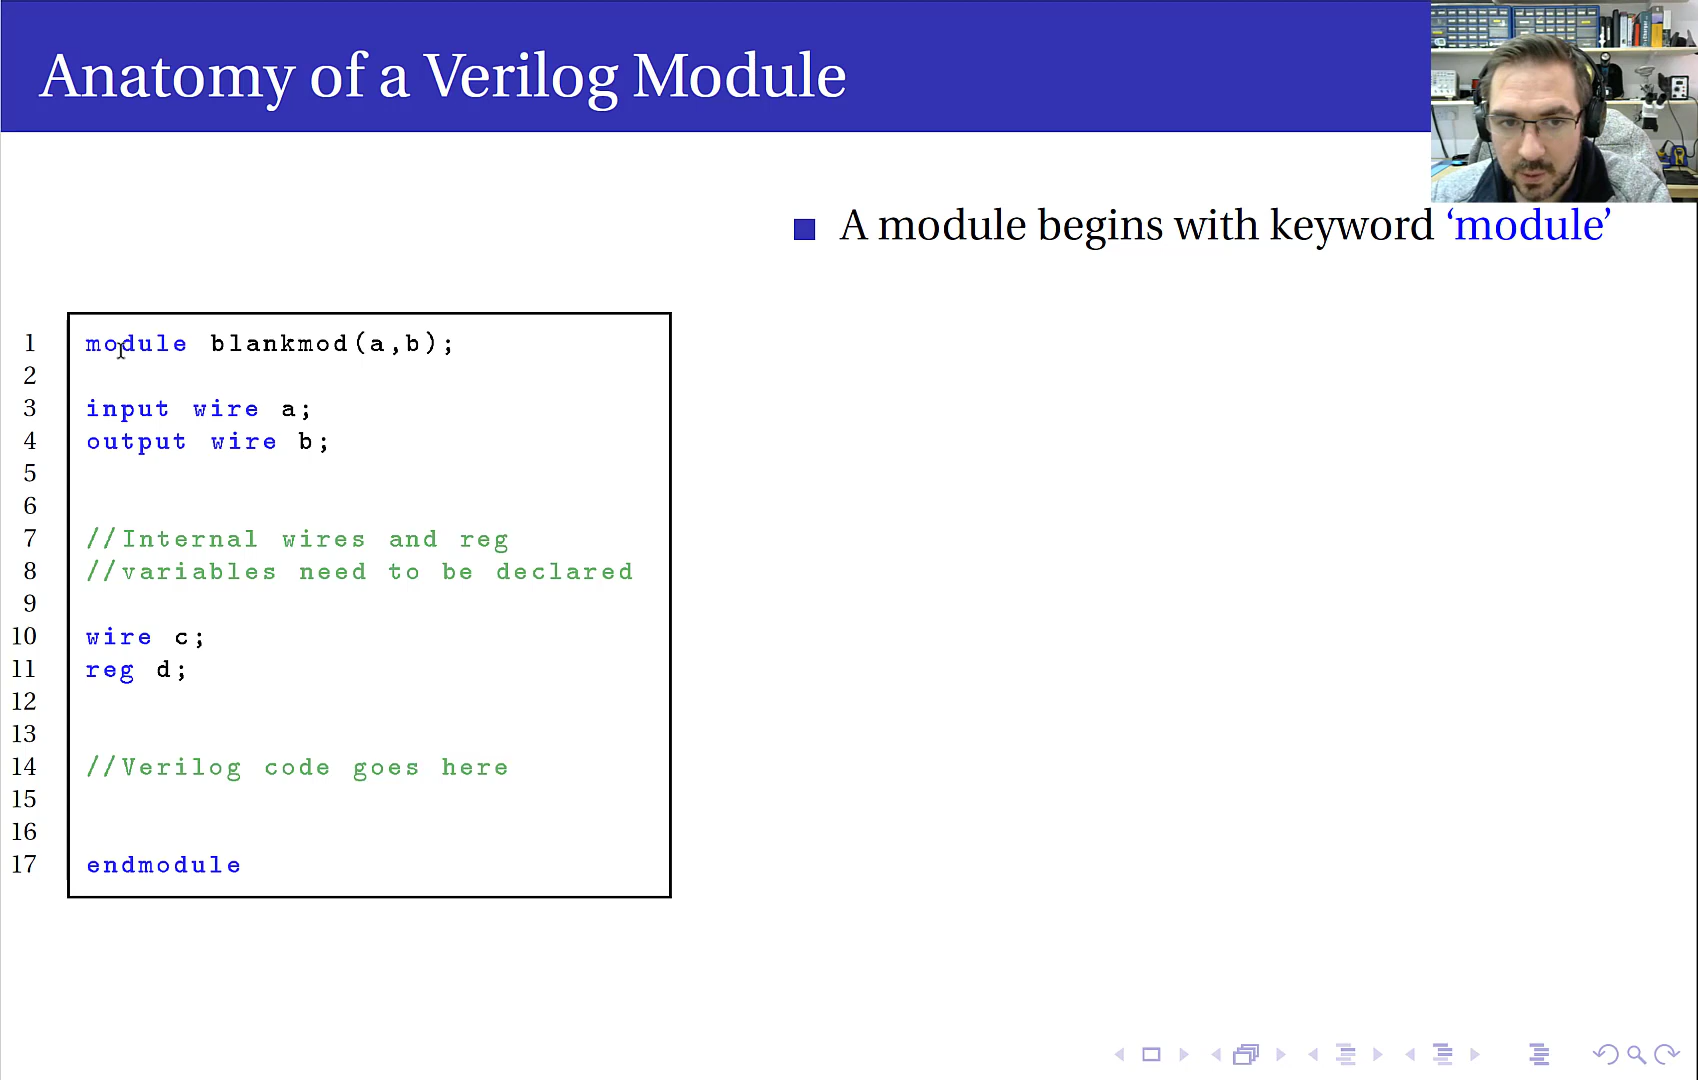 Anatomy of a Verilog Module
A module begins with keyword ‘module’
1 module blankmod(a,b);
2
3 input wire a;
4 output wire b;
5
6
7 //Internal wires and reg
8 //variables need to be declared
9
10 wire c;
11 reg d;
12
13
14 //Verilog code goes here
15
16
17 endmodule